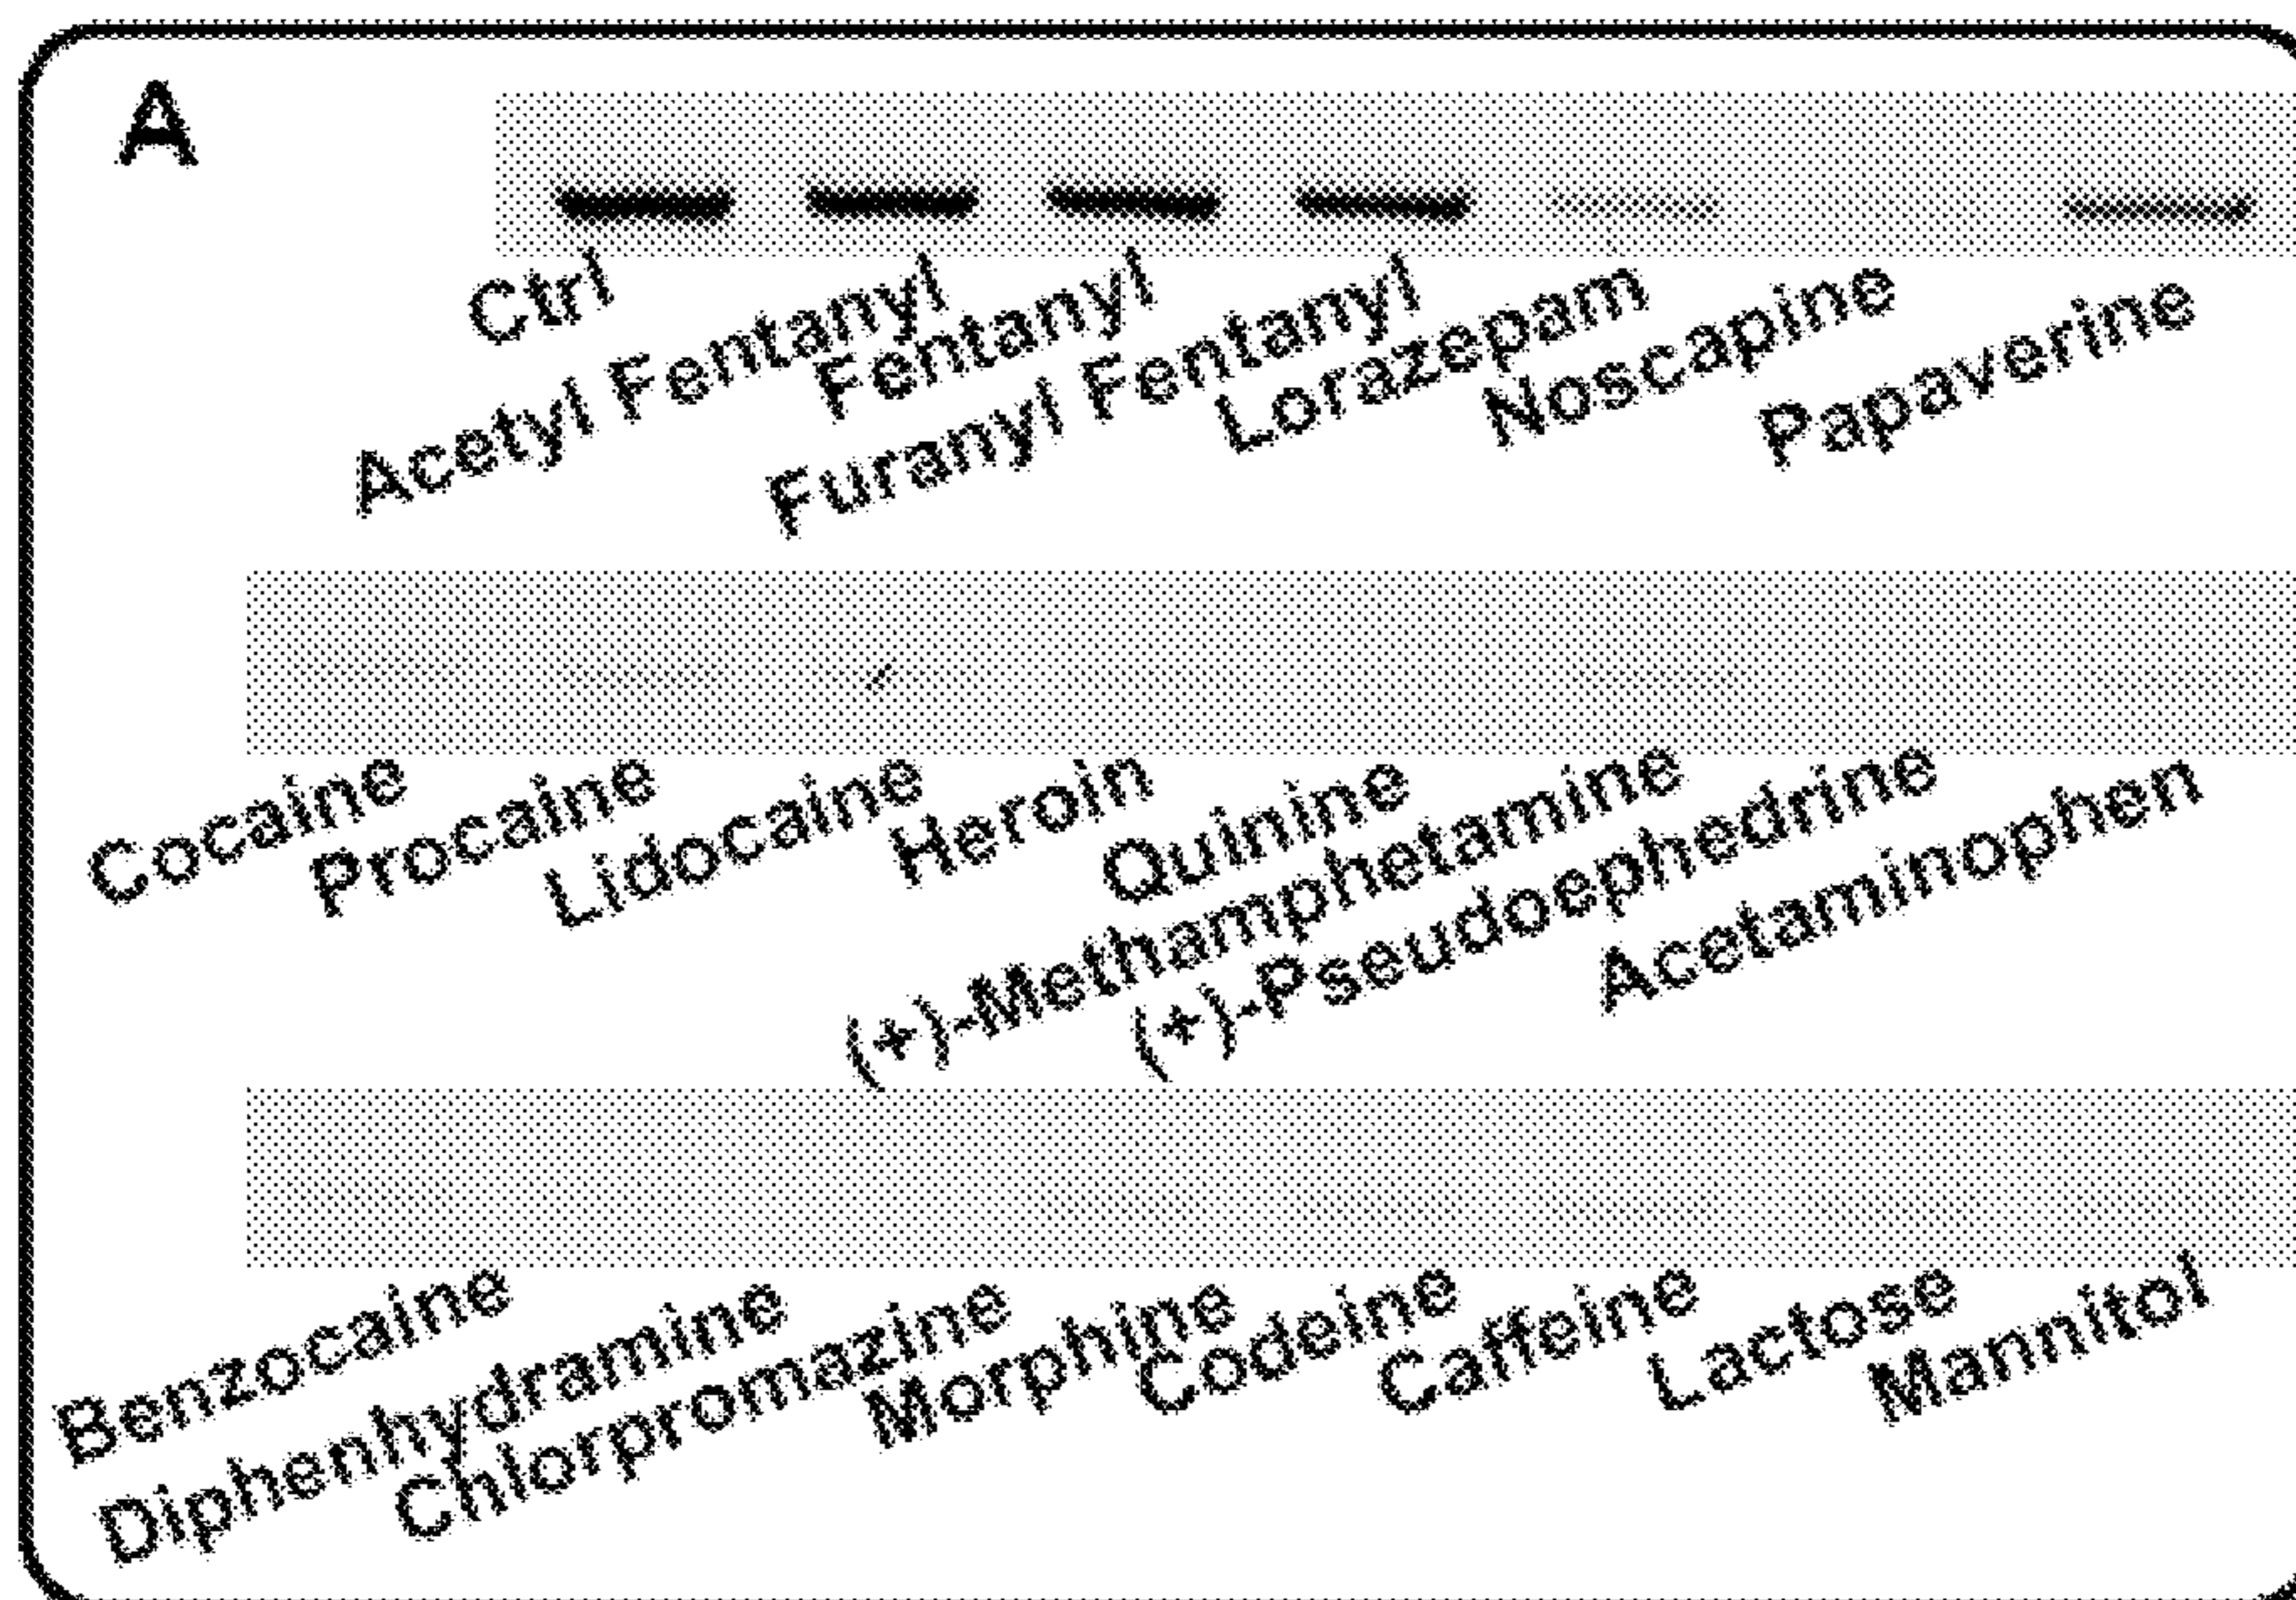 A
Ctrl
Acetyl Fentanyl
Fentanyl
Furanyl Fentanyl
Lorazepam
Noscapine
Papaverine
Cocaine
Procaine
Lidocaine
Heroin
Quinine
(+)-Methamphetamine
(+)-Pseudoephedrine
Acetaminophen
Benzocaine
Diphenhydramine
Chlorpromazine
Morphine
Codeine
Caffeine
Lactose
Mannitol